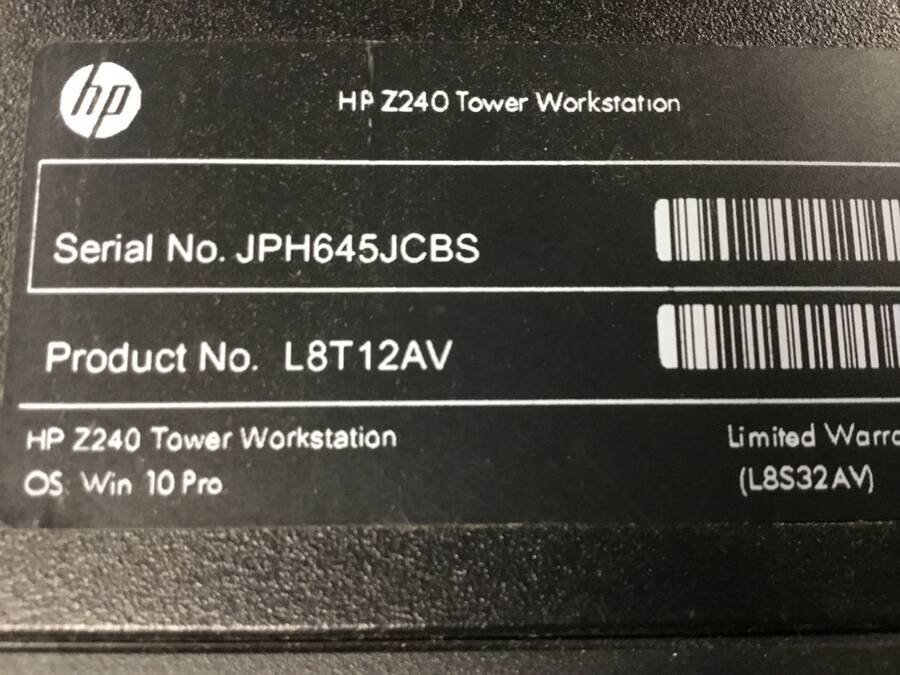 hp
HP Z240 Tower Workstation
Serial No. JPH645JCBS
Product No. L8T12AV
HP Z240 Tower Workstation
OS: Win 10 Pro
Limited Warra
(L8S32AV)